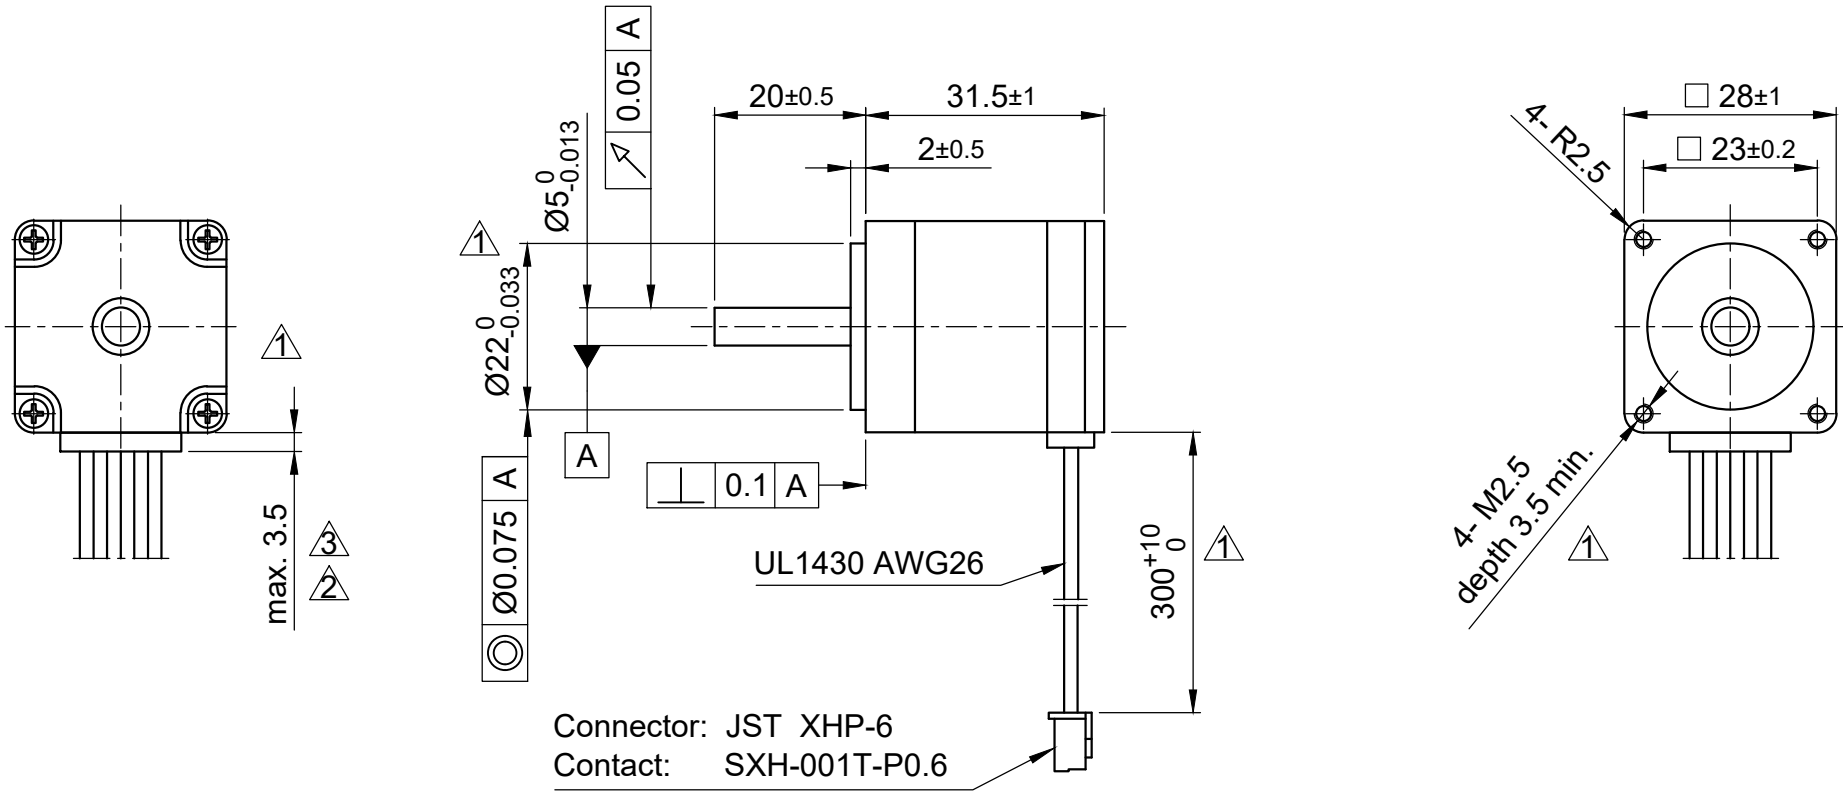 A
0.05
20±0.5
31.5±1
2±0.5
Ø5 0 -0.013
1
Ø22 0 -0.033
A
0.1 A
Ø0.075 A
1
max. 3.5
3
2
UL1430 AWG26
300 +10 0
1
Connector: JST XHP-6
Contact: SXH-001T-P0.6
□ 28±1
□ 23±0.2
4- R2.5
4- M2.5
depth 3.5 min.
1